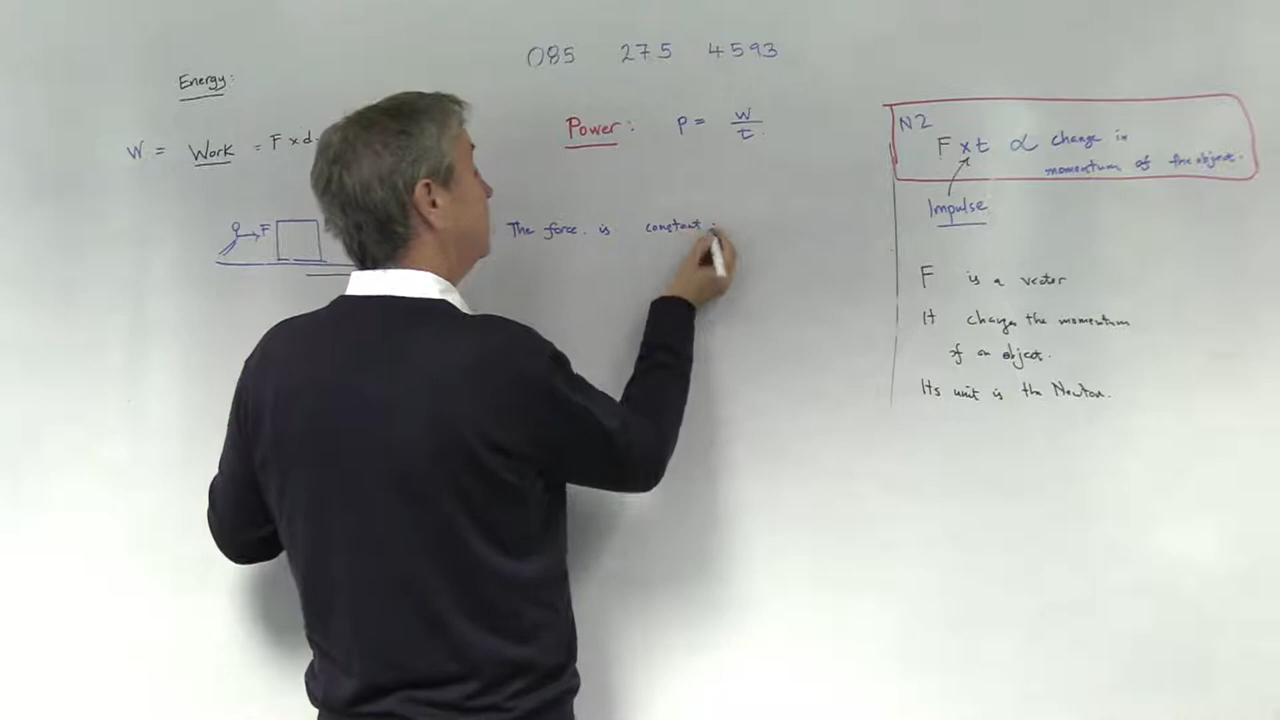 085 275 4593
Energy:
W = Work = F x d
F
Power: P = W/t
The force is constant:
N2
F x t ∝ change in
momentum of the object.
Impulse
F is a vector
It changes the momentum
of an object.
Its unit is the Newton.